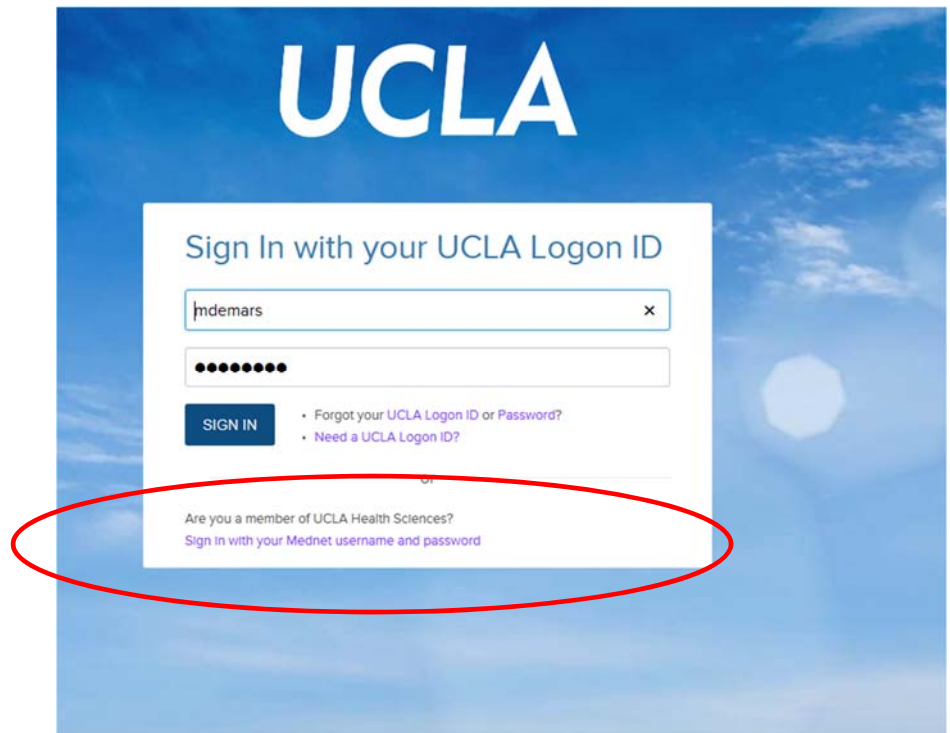 UCLA
Sign In with your UCLA Logon ID
mdemars ×
●●●●●●●●
SIGN IN
• Forgot your UCLA Logon ID or Password?
• Need a UCLA Logon ID?
or
Are you a member of UCLA Health Sciences?
Sign in with your Mednet username and password